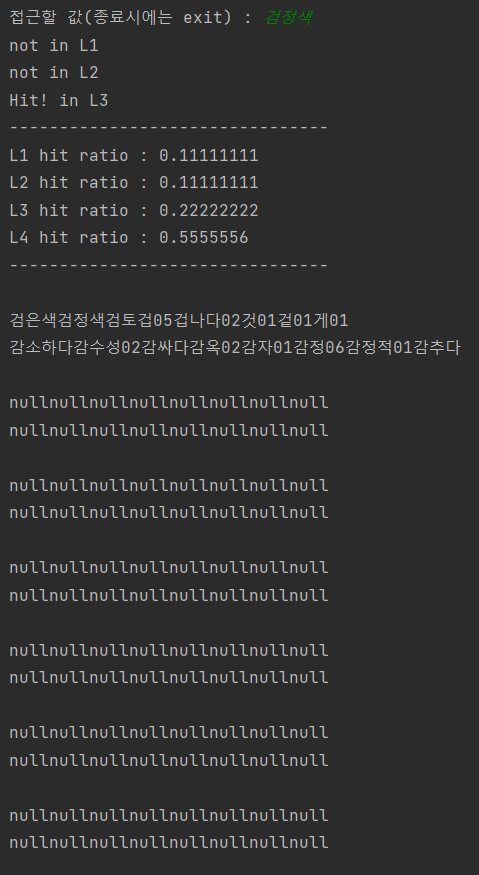 접근할 값(종료시에는 exit) : 검정색
not in L1
not in L2
Hit! in L3
--------------------------------
L1 hit ratio : 0.11111111
L2 hit ratio : 0.11111111
L3 hit ratio : 0.22222222
L4 hit ratio : 0.5555556
--------------------------------
검은색검정색검토겁05겁나다02것01겉01게01
감소하다감수성02감싸다감옥02감자01감정06감정적01감추다
nullnullnullnullnullnullnullnull
nullnullnullnullnullnullnullnull
nullnullnullnullnullnullnullnull
nullnullnullnullnullnullnullnull
nullnullnullnullnullnullnullnull
nullnullnullnullnullnullnullnull
nullnullnullnullnullnullnullnull
nullnullnullnullnullnullnullnull
nullnullnullnullnullnullnullnull
nullnullnullnullnullnullnullnull
nullnullnullnullnullnullnullnull
nullnullnullnullnullnullnullnull